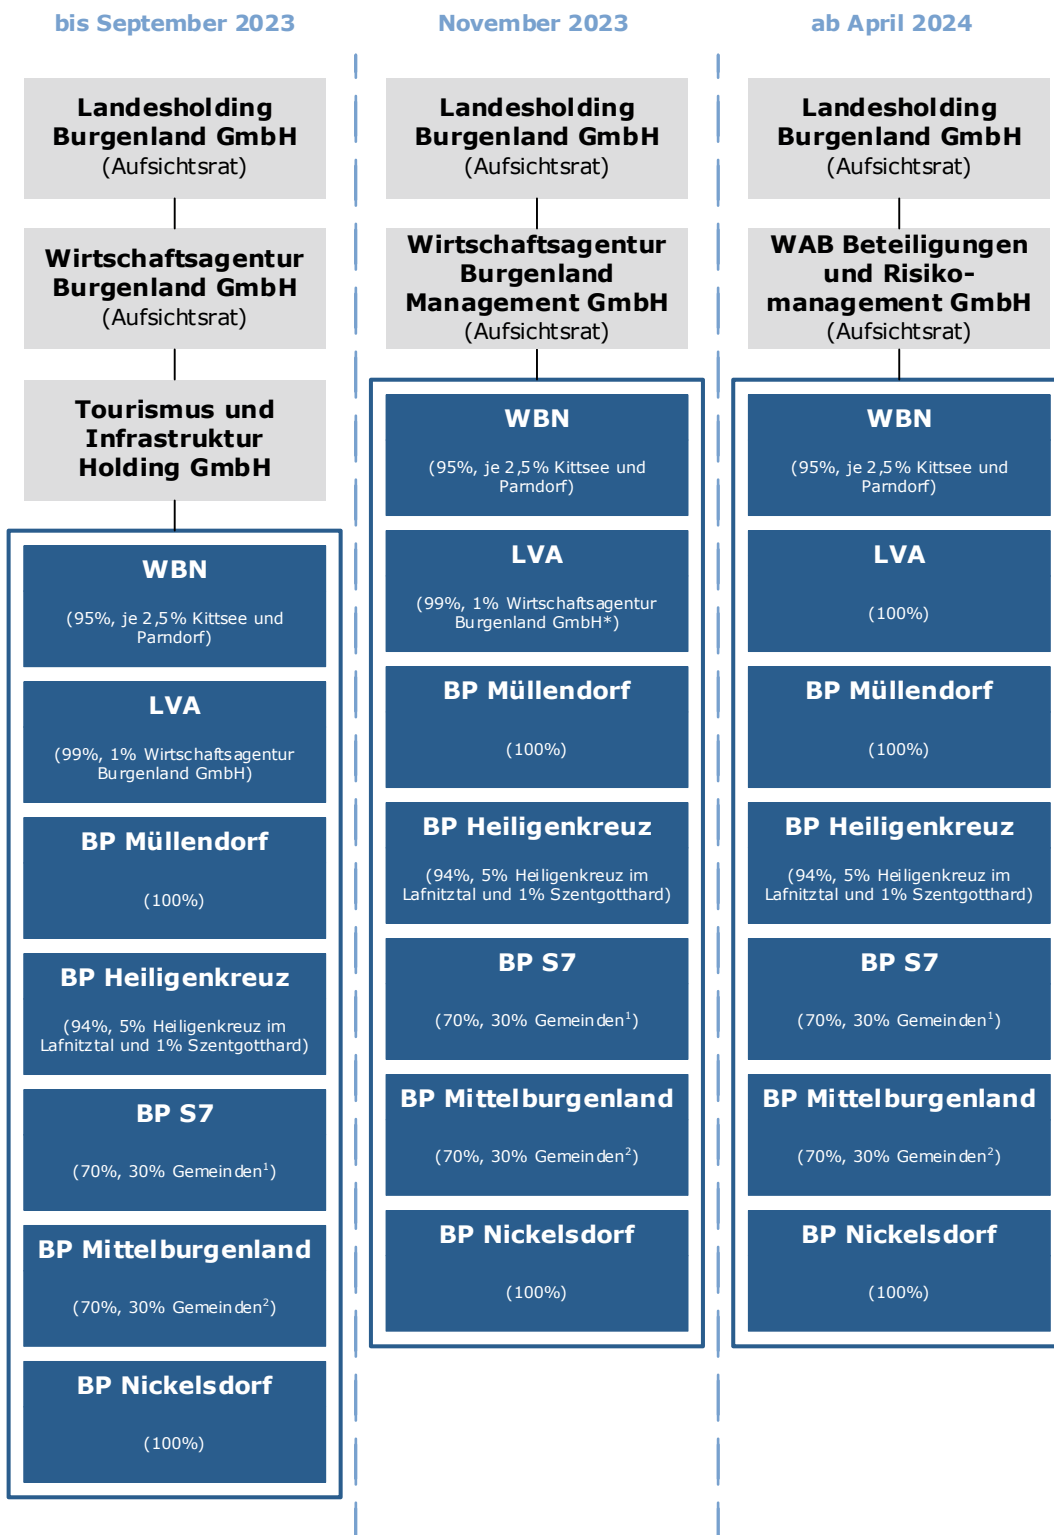 bis September 2023
Landesholding
Burgenland GmbH
(Aufsichtsrat)
Wirtschaftsagentur
Burgenland GmbH
(Aufsichtsrat)
Tourismus und
Infrastruktur
Holding GmbH
WBN
(95%, je 2,5% Kittsee und
Parndorf)
LVA
(99%, 1% Wirtschaftsagentur
Burgenland GmbH)
BP Müllendorf
(100%)
BP Heiligenkreuz
(94%, 5% Heiligenkreuz im
Lafnitztal und 1% Szentgotthard)
BP S7
(70%, 30% Gemeinden¹)
BP Mittelburgenland
(70%, 30% Gemeinden²)
BP Nickelsdorf
(100%)
November 2023
Landesholding
Burgenland GmbH
(Aufsichtsrat)
Wirtschaftsagentur
Burgenland
Management GmbH
(Aufsichtsrat)
WBN
(95%, je 2,5% Kittsee und
Parndorf)
LVA
(99%, 1% Wirtschaftsagentur
Burgenland GmbH*)
BP Müllendorf
(100%)
BP Heiligenkreuz
(94%, 5% Heiligenkreuz im
Lafnitztal und 1% Szentgotthard)
BP S7
(70%, 30% Gemeinden¹)
BP Mittelburgenland
(70%, 30% Gemeinden²)
BP Nickelsdorf
(100%)
ab April 2024
Landesholding
Burgenland GmbH
(Aufsichtsrat)
WAB Beteiligungen
und Risiko-
management GmbH
(Aufsichtsrat)
WBN
(95%, je 2,5% Kittsee und
Parndorf)
LVA
(100%)
BP Müllendorf
(100%)
BP Heiligenkreuz
(94%, 5% Heiligenkreuz im
Lafnitztal und 1% Szentgotthard)
BP S7
(70%, 30% Gemeinden¹)
BP Mittelburgenland
(70%, 30% Gemeinden²)
BP Nickelsdorf
(100%)